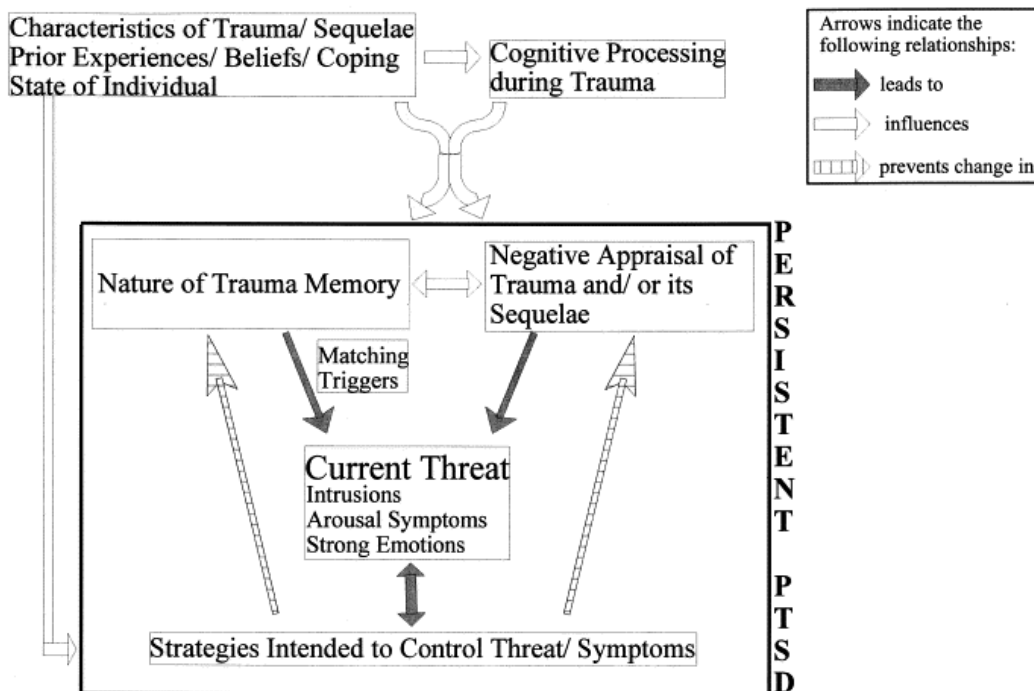 Characteristics of Trauma/ Sequelae
Prior Experiences/ Beliefs/ Coping
State of Individual
Cognitive Processing
during Trauma
Arrows indicate the
following relationships:
leads to
influences
prevents change in
Nature of Trauma Memory
Negative Appraisal of
Trauma and/ or its
Sequelae
Matching
Triggers
Current Threat
Intrusions
Arousal Symptoms
Strong Emotions
Strategies Intended to Control Threat/ Symptoms
PERSISTENT PTSD